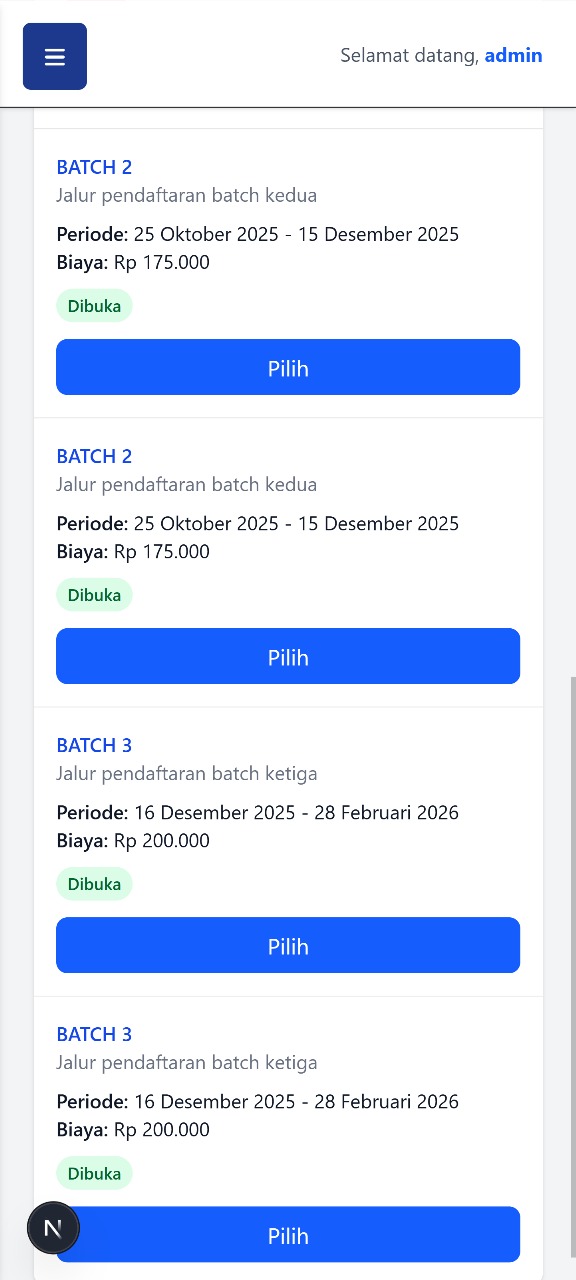 Selamat datang, admin
BATCH 2
Jalur pendaftaran batch kedua
Periode: 25 Oktober 2025 - 15 Desember 2025
Biaya: Rp 175.000
Dibuka
Pilih
BATCH 2
Jalur pendaftaran batch kedua
Periode: 25 Oktober 2025 - 15 Desember 2025
Biaya: Rp 175.000
Dibuka
Pilih
BATCH 3
Jalur pendaftaran batch ketiga
Periode: 16 Desember 2025 - 28 Februari 2026
Biaya: Rp 200.000
Dibuka
Pilih
BATCH 3
Jalur pendaftaran batch ketiga
Periode: 16 Desember 2025 - 28 Februari 2026
Biaya: Rp 200.000
Dibuka
N
Pilih